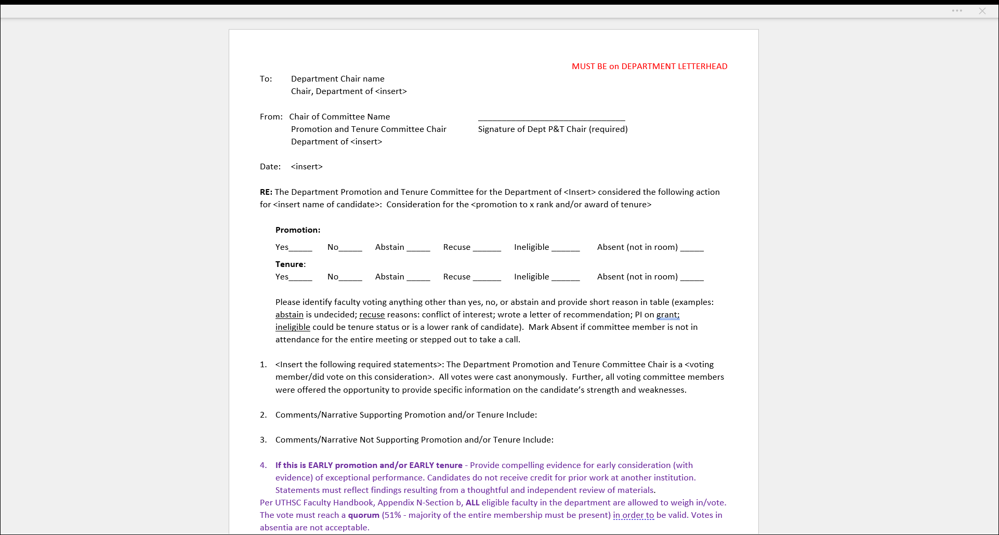 MUST BE on DEPARTMENT LETTERHEAD
To: Department Chair name
Chair, Department of <insert>
From: Chair of Committee Name ________________________________
Promotion and Tenure Committee Chair Signature of Dept P&T Chair (required)
Department of <insert>
Date: <insert>
RE: The Department Promotion and Tenure Committee for the Department of <Insert> considered the following action
for <insert name of candidate>: Consideration for the <promotion to x rank and/or award of tenure>
Promotion:
Yes_____ No_____ Abstain _____ Recuse ______ Ineligible ______ Absent (not in room) _____
Tenure:
Yes_____ No_____ Abstain _____ Recuse ______ Ineligible ______ Absent (not in room) _____
Please identify faculty voting anything other than yes, no, or abstain and provide short reason in table (examples:
abstain is undecided; recuse reasons: conflict of interest; wrote a letter of recommendation; PI on grant;
ineligible could be tenure status or is a lower rank of candidate). Mark Absent if committee member is not in
attendance for the entire meeting or stepped out to take a call.
1. <Insert the following required statements>: The Department Promotion and Tenure Committee Chair is a <voting
member/did vote on this consideration>. All votes were cast anonymously. Further, all voting committee members
were offered the opportunity to provide specific information on the candidate’s strength and weaknesses.
2. Comments/Narrative Supporting Promotion and/or Tenure Include:
3. Comments/Narrative Not Supporting Promotion and/or Tenure Include:
4. If this is EARLY promotion and/or EARLY tenure - Provide compelling evidence for early consideration (with
evidence) of exceptional performance. Candidates do not receive credit for prior work at another institution.
Statements must reflect findings resulting from a thoughtful and independent review of materials.
Per UTHSC Faculty Handbook, Appendix N-Section b, ALL eligible faculty in the department are allowed to weigh in/vote.
The vote must reach a quorum (51% - majority of the entire membership must be present) in order to be valid. Votes in
absentia are not acceptable.